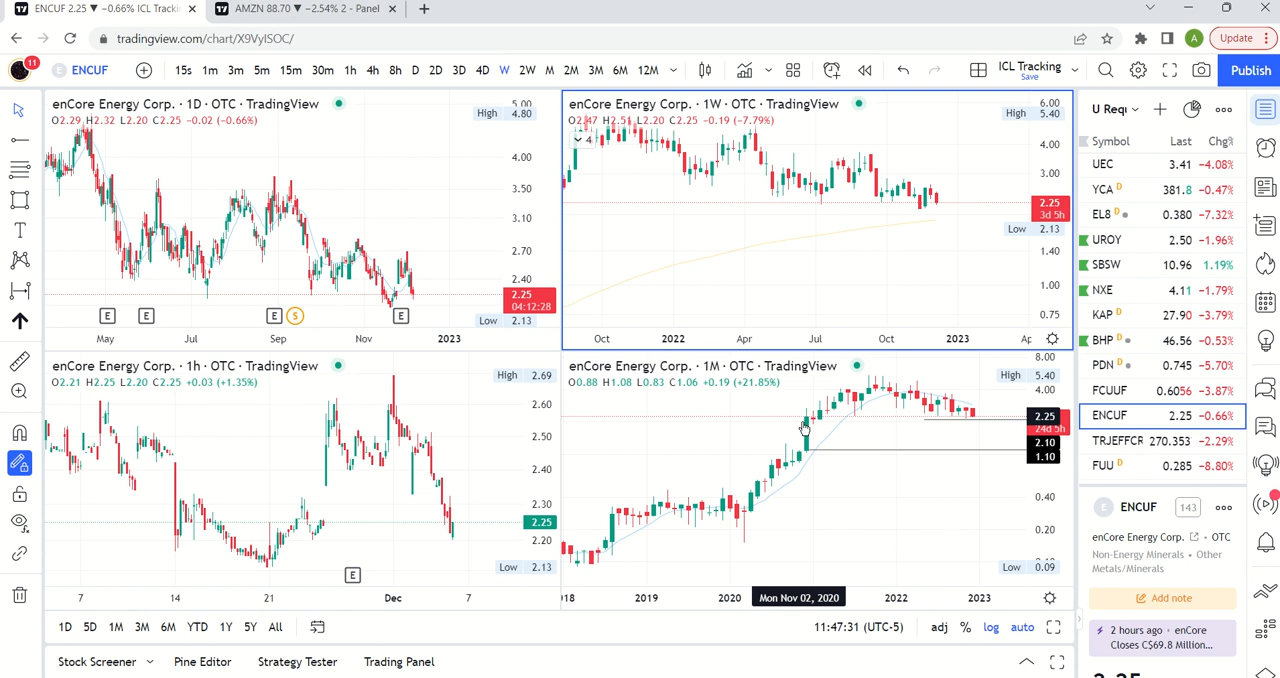 ENCUF 2.25 ▼ −0.66% ICL Tracki
AMZN 88.70 ▼ −2.54% 2 - Panel
tradingview.com/chart/X9VyISOC/
A
Update
11
E ENCUF
15s 1m 3m 5m 15m 30m 1h 4h 8h D 2D 3D 4D W 2W M 2M 3M 6M 12M
ICL Tracking
Save
Publish
enCore Energy Corp. · 1D · OTC · TradingView
O2.29 H2.32 L2.20 C2.25 −0.02 (−0.66%)
High 4.80
5.00
4.00
3.50
3.10
2.70
2.40
2.25
04:12:28
Low 2.13
E E E S E
May Jul Sep Nov 2023
enCore Energy Corp. · 1W · OTC · TradingView
O2.47 H2.51 L2.20 C2.25 −0.19 (−7.79%)
4
6.00
High 5.40
4.00
3.00
2.25
3d 5h
Low 2.13
1.40
1.00
0.75
Oct 2022 Apr Jul Oct 2023 Ap
enCore Energy Corp. · 1h · OTC · TradingView
O2.21 H2.25 L2.20 C2.25 +0.03 (+1.35%)
High 2.69
2.60
2.50
2.40
2.30
2.25
2.20
Low 2.13
E
7 14 21 Dec 7
enCore Energy Corp. · 1M · OTC · TradingView
O0.88 H1.08 L0.83 C1.06 +0.19 (+21.85%)
8.00
High 5.40
4.00
2.25
24d 5h
2.10
1.10
0.40
0.20
Low 0.09
18 2019 2020 Mon Nov 02, 2020 2022 2023
1D 5D 1M 3M 6M YTD 1Y 5Y All
11:47:31 (UTC-5)
adj % log auto
Stock Screener Pine Editor Strategy Tester Trading Panel
U Requ
Symbol Last Chg%
UEC 3.41 −4.08%
YCA D 381.8 −0.47%
EL8 D 0.380 −7.32%
UROY 2.50 −1.96%
SBSW 10.96 1.19%
NXE 4.11 −1.79%
KAP D 27.90 −3.79%
BHP D 46.56 −0.53%
PDN D 0.745 −5.70%
FCUUF 0.6056 −3.87%
ENCUF 2.25 −0.66%
TRJEFFCR 270.353 −2.29%
FUU D 0.285 −8.80%
E ENCUF 143
enCore Energy Corp. · OTC
Non-Energy Minerals • Other
Metals/Minerals
Add note
2 hours ago • enCore
Closes C$69.8 Million...